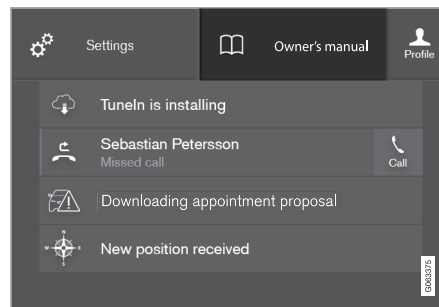 Settings
Owner's manual
Profile
TuneIn is installing
Sebastian Petersson
Missed call
Call
Downloading appointment proposal
N
W E
S
New position received
G063375